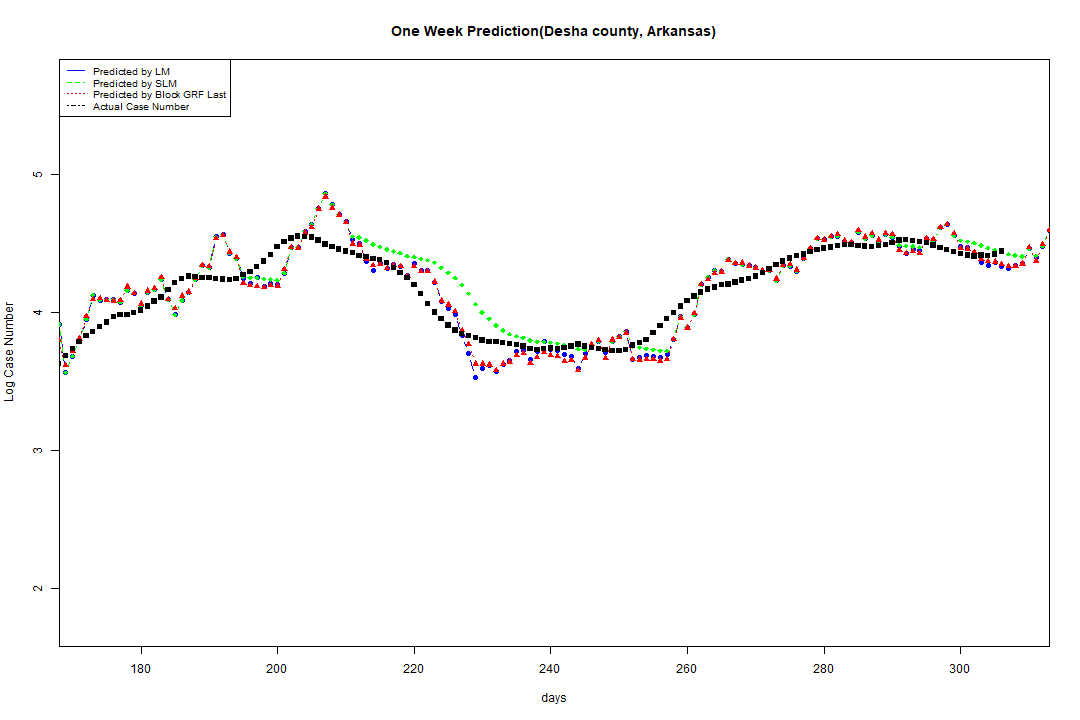 One Week Prediction(Desha county, Arkansas)
Predicted by LM
Predicted by SLM
Predicted by Block GRF Last
Actual Case Number
5
4
3
2
Log Case Number
180 200 220 240 260 280 300
days